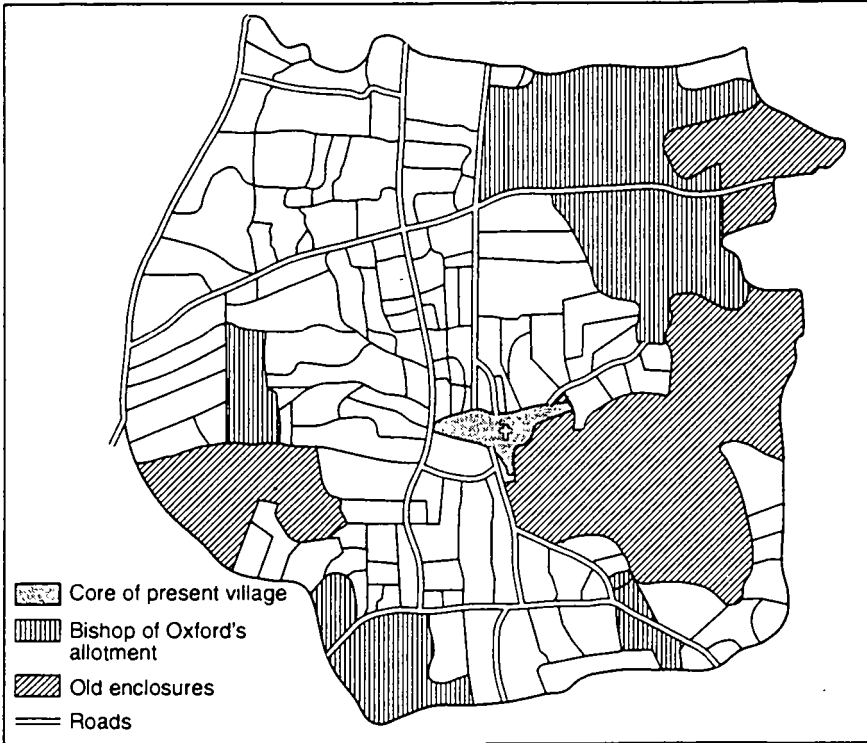 Core of present village
Bishop of Oxford's
allotment
Old enclosures
Roads